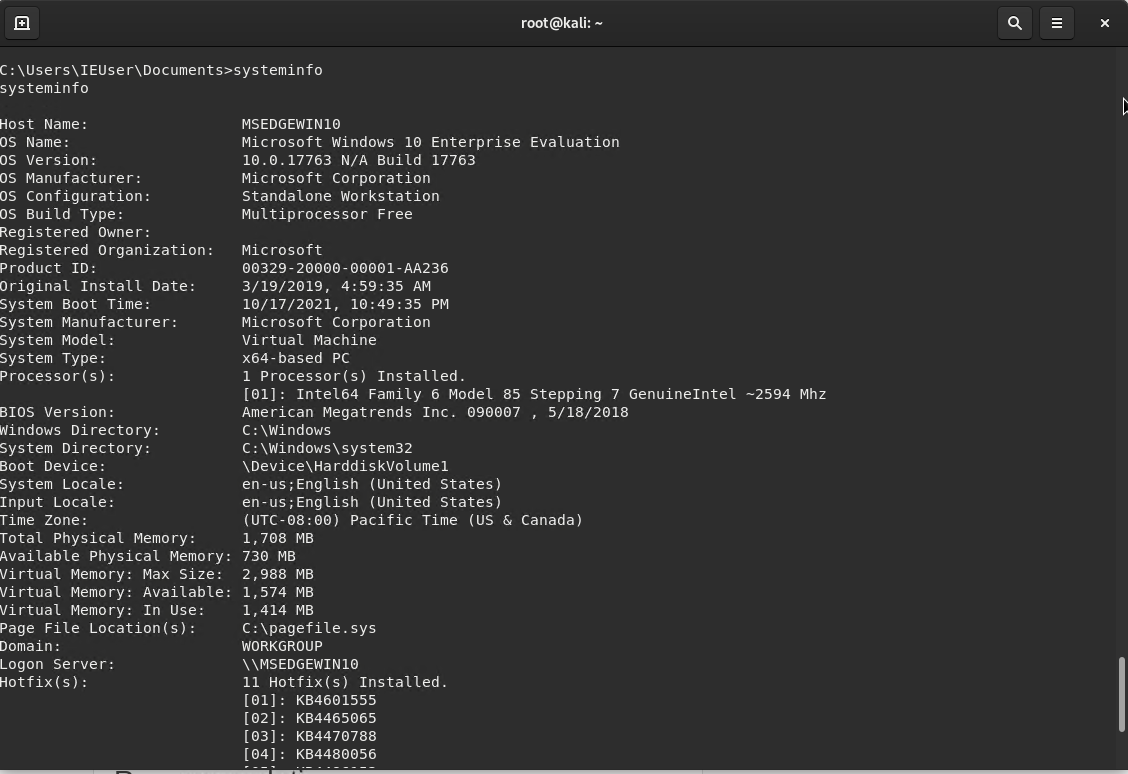 root@kali: ~
C:\Users\IEUser\Documents>systeminfo
systeminfo
Host Name: MSEDGEWIN10
OS Name: Microsoft Windows 10 Enterprise Evaluation
OS Version: 10.0.17763 N/A Build 17763
OS Manufacturer: Microsoft Corporation
OS Configuration: Standalone Workstation
OS Build Type: Multiprocessor Free
Registered Owner:
Registered Organization: Microsoft
Product ID: 00329-20000-00001-AA236
Original Install Date: 3/19/2019, 4:59:35 AM
System Boot Time: 10/17/2021, 10:49:35 PM
System Manufacturer: Microsoft Corporation
System Model: Virtual Machine
System Type: x64-based PC
Processor(s): 1 Processor(s) Installed.
[01]: Intel64 Family 6 Model 85 Stepping 7 GenuineIntel ~2594 Mhz
BIOS Version: American Megatrends Inc. 090007 , 5/18/2018
Windows Directory: C:\Windows
System Directory: C:\Windows\system32
Boot Device: \Device\HarddiskVolume1
System Locale: en-us;English (United States)
Input Locale: en-us;English (United States)
Time Zone: (UTC-08:00) Pacific Time (US & Canada)
Total Physical Memory: 1,708 MB
Available Physical Memory: 730 MB
Virtual Memory: Max Size: 2,988 MB
Virtual Memory: Available: 1,574 MB
Virtual Memory: In Use: 1,414 MB
Page File Location(s): C:\pagefile.sys
Domain: WORKGROUP
Logon Server: \\MSEDGEWIN10
Hotfix(s): 11 Hotfix(s) Installed.
[01]: KB4601555
[02]: KB4465065
[03]: KB4470788
[04]: KB4480056